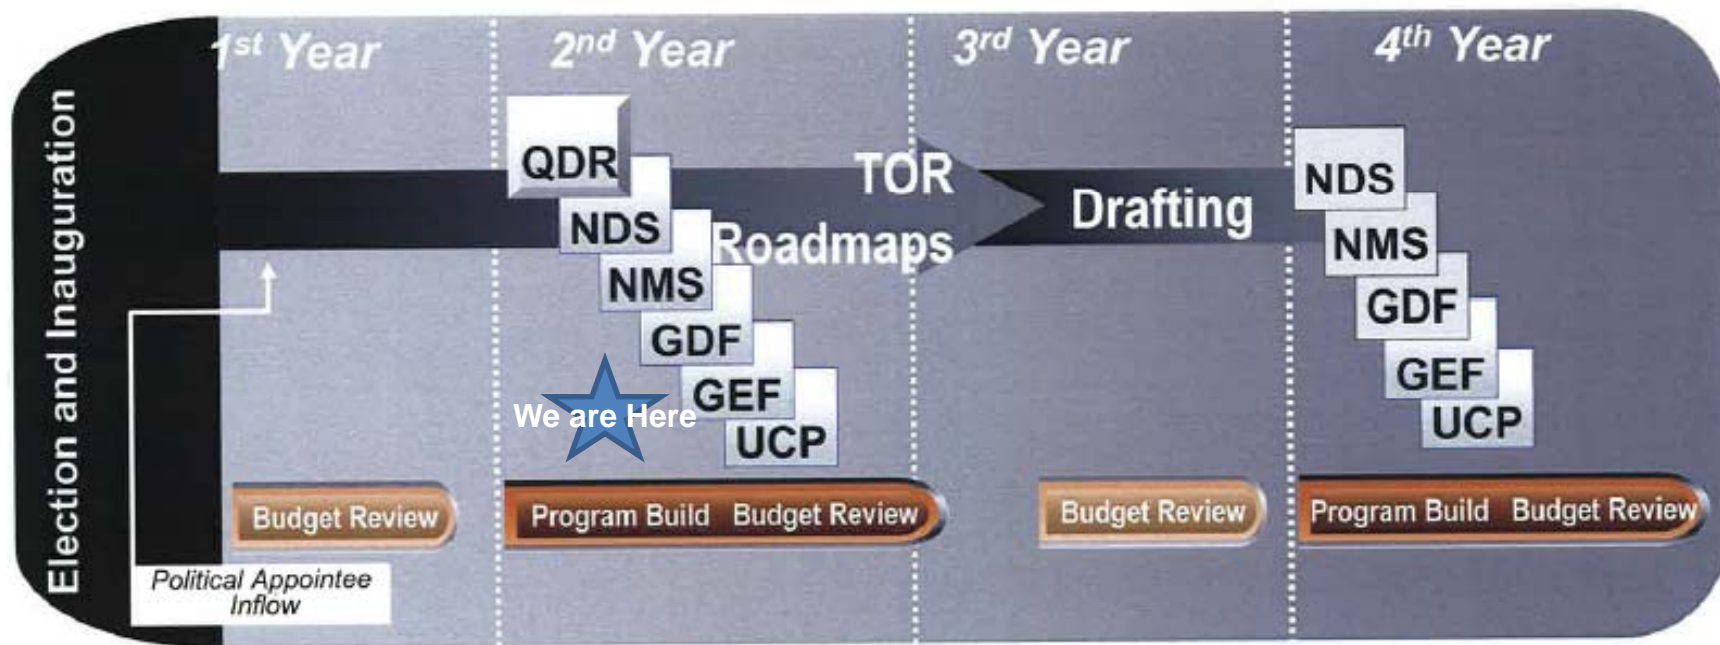 Election and Inauguration
1st Year
2nd Year
3rd Year
4th Year
QDR
NDS
NMS
GDF
GEF
UCP
TOR
Roadmaps
Drafting
NDS
NMS
GDF
GEF
UCP
We are Here
Budget Review
Program Build Budget Review
Budget Review
Program Build Budget Review
Political Appointee
Inflow